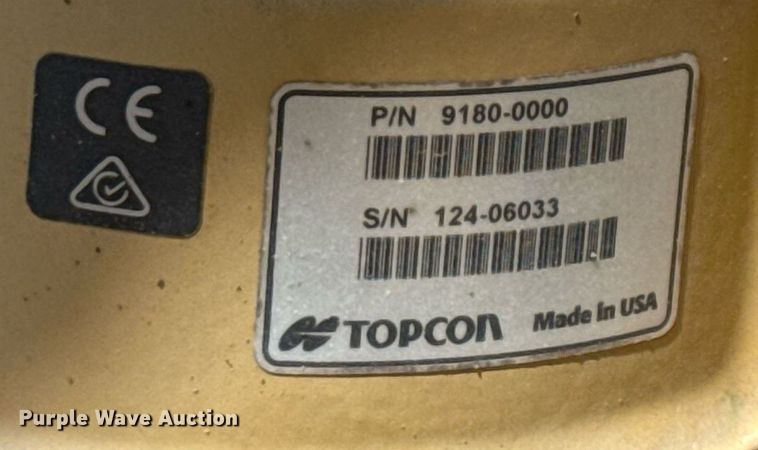 CE
P/N 9180-0000
S/N 124-06033
TOPCON Made in USA
Purple Wave Auction